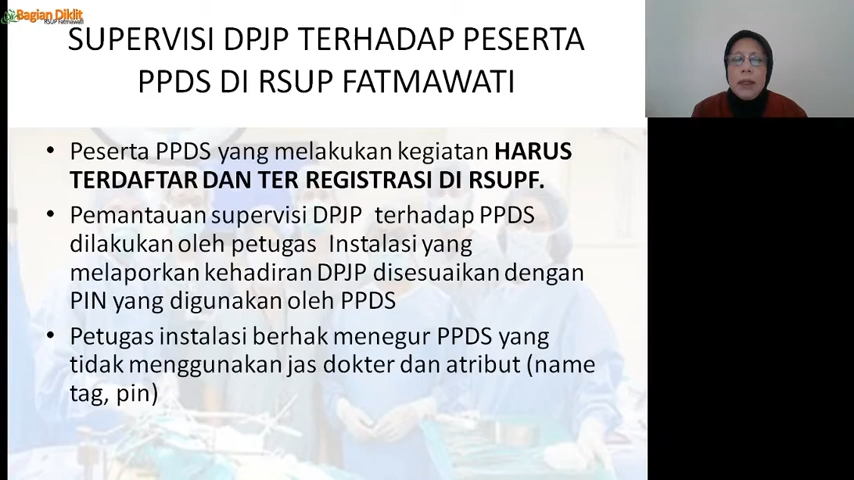 Bagian Diklit
RSUP Fatmawati
SUPERVISI DPJP TERHADAP PESERTA
PPDS DI RSUP FATMAWATI
• Peserta PPDS yang melakukan kegiatan HARUS
TERDAFTAR DAN TER REGISTRASI DI RSUPF.
• Pemantauan supervisi DPJP terhadap PPDS
dilakukan oleh petugas Instalasi yang
melaporkan kehadiran DPJP disesuaikan dengan
PIN yang digunakan oleh PPDS
• Petugas instalasi berhak menegur PPDS yang
tidak menggunakan jas dokter dan atribut (name
tag, pin)